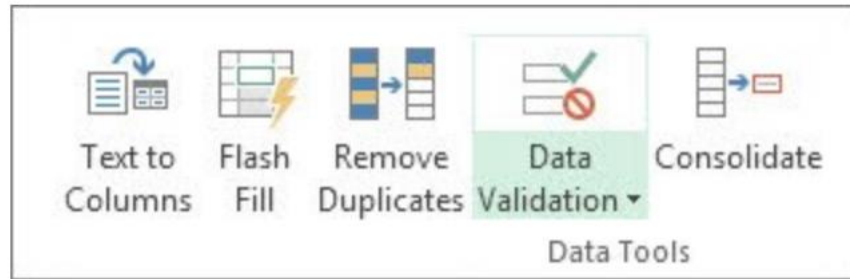 Text to
Columns
Flash
Fill
Remove
Duplicates
Data
Validation
Consolidate
Data Tools